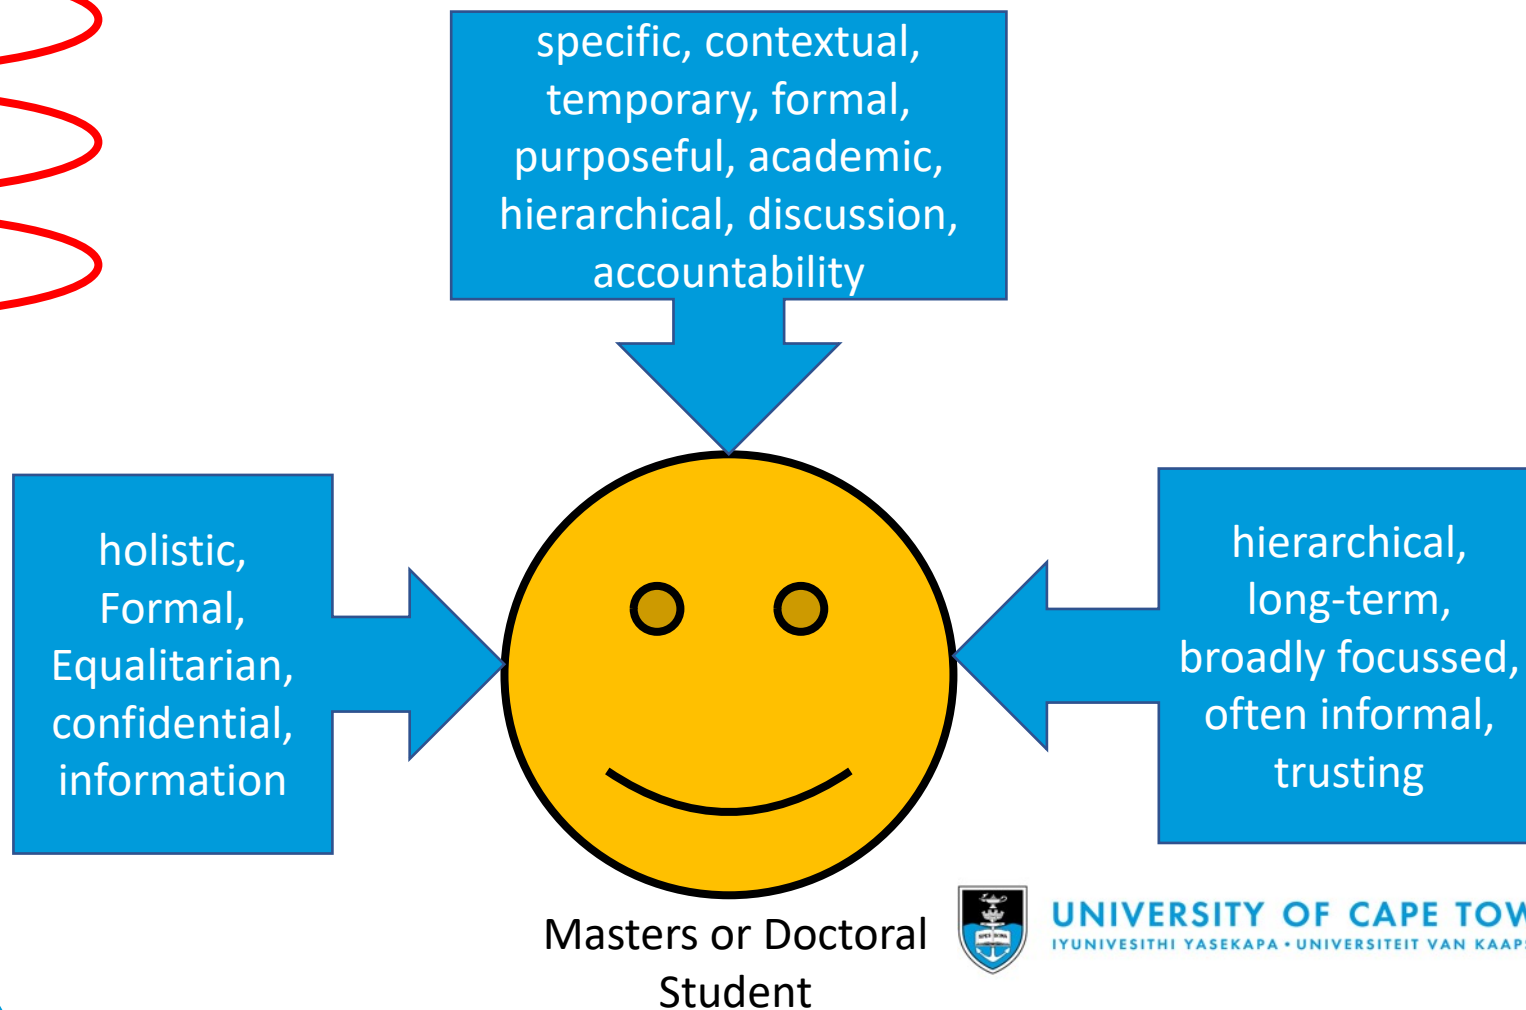 specific, contextual,
temporary, formal,
purposeful, academic,
hierarchical, discussion,
accountability
holistic,
Formal,
Equalitarian,
confidential,
information
hierarchical,
long-term,
broadly focussed,
often informal,
trusting
Masters or Doctoral
Student
UNIVERSITY OF CAPE TOW
IYUNIVESITHI YASEKAPA • UNIVERSITEIT VAN KAAPS